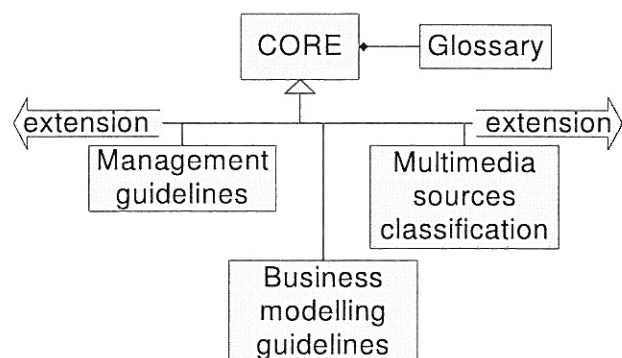 CORE
Glossary
extension
extension
Management
guidelines
Multimedia
sources
classification
Business
modelling
guidelines